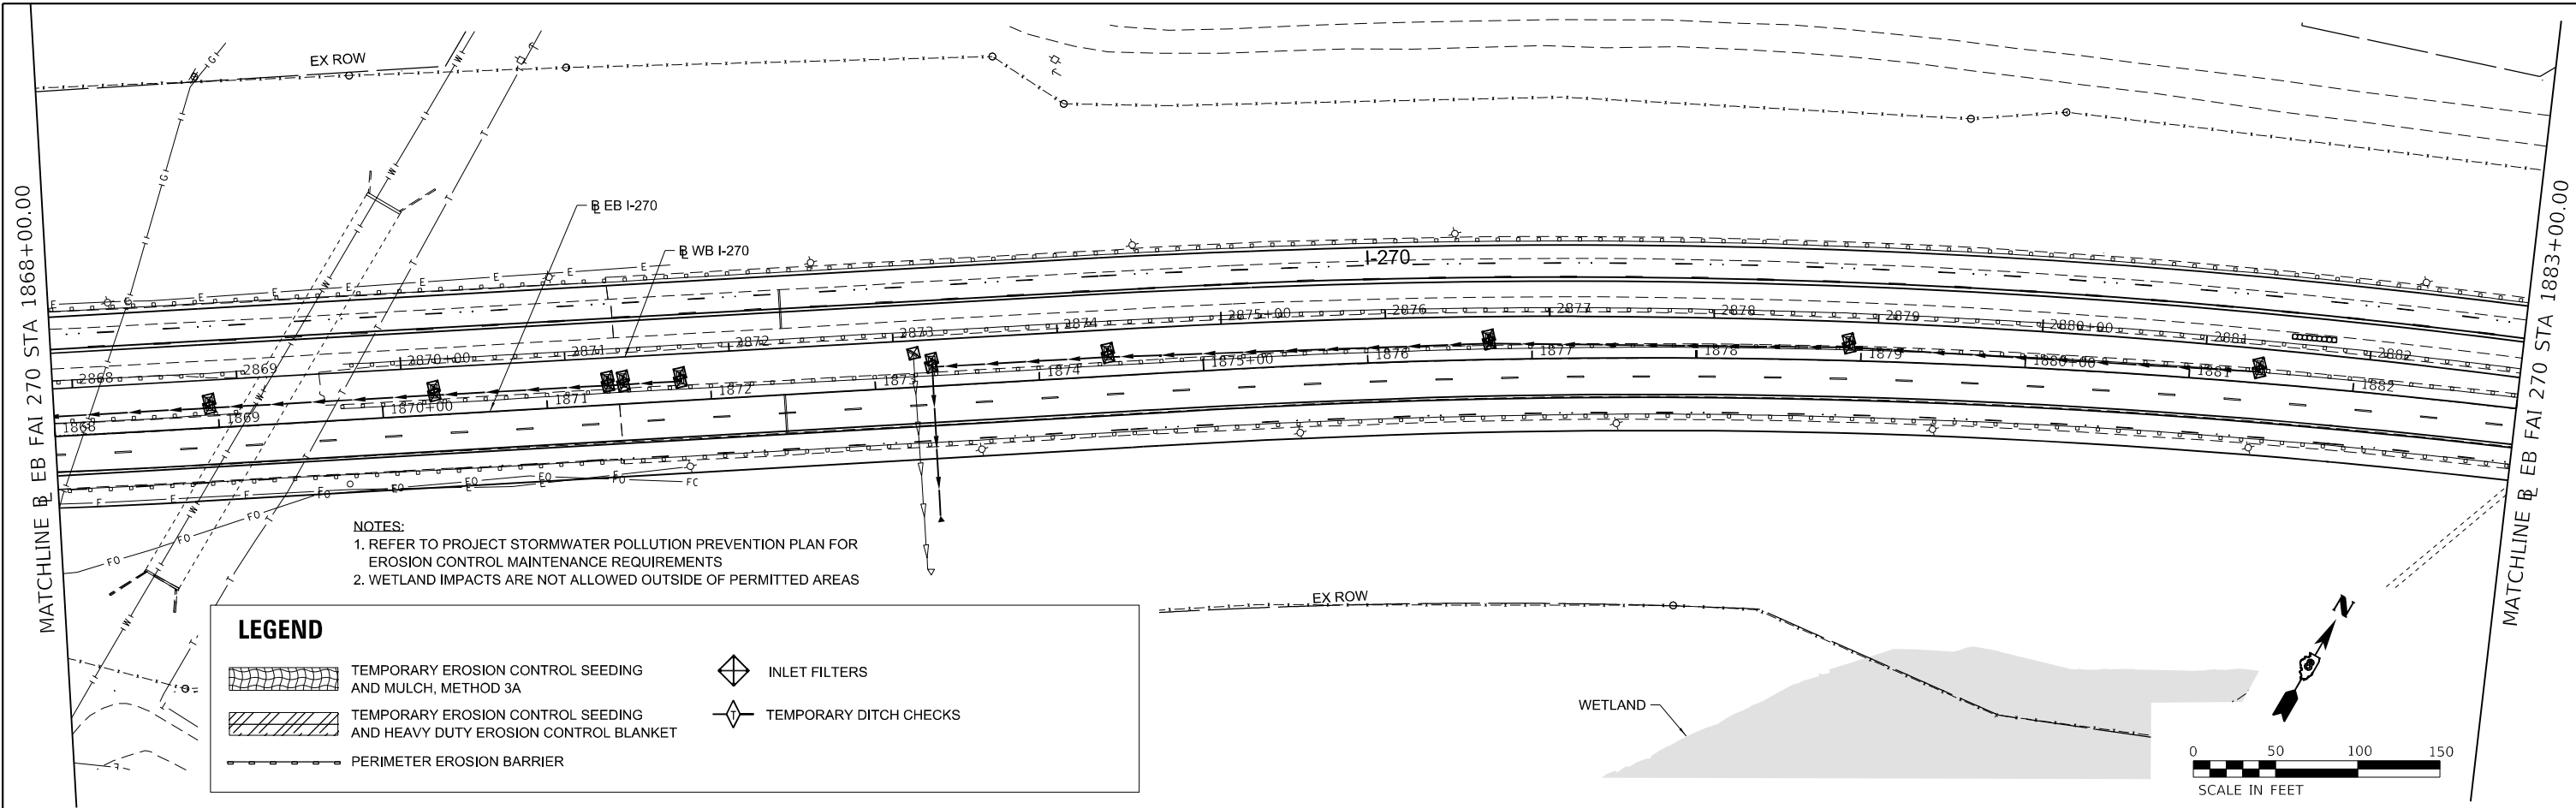 EX ROW
B EB I-270
B WB I-270
I-270
MATCHLINE B EB FAI 270 STA 1868+00.00
MATCHLINE B EB FAI 270 STA 1883+00.00
2868
2869
2870+00
2871
2872
2873
2874
2875+00
2876
2877
2878
2879
2880+00
2881
2882
1868
1869
1870+00
1871
1872
1873
1874
1875+00
1876
1877
1878
1879
1880+00
1881
1882
NOTES:
1. REFER TO PROJECT STORMWATER POLLUTION PREVENTION PLAN FOR
EROSION CONTROL MAINTENANCE REQUIREMENTS
2. WETLAND IMPACTS ARE NOT ALLOWED OUTSIDE OF PERMITTED AREAS
LEGEND
TEMPORARY EROSION CONTROL SEEDING
AND MULCH, METHOD 3A
TEMPORARY EROSION CONTROL SEEDING
AND HEAVY DUTY EROSION CONTROL BLANKET
PERIMETER EROSION BARRIER
INLET FILTERS
T
TEMPORARY DITCH CHECKS
EX ROW
WETLAND
N
0 50 100 150
SCALE IN FEET